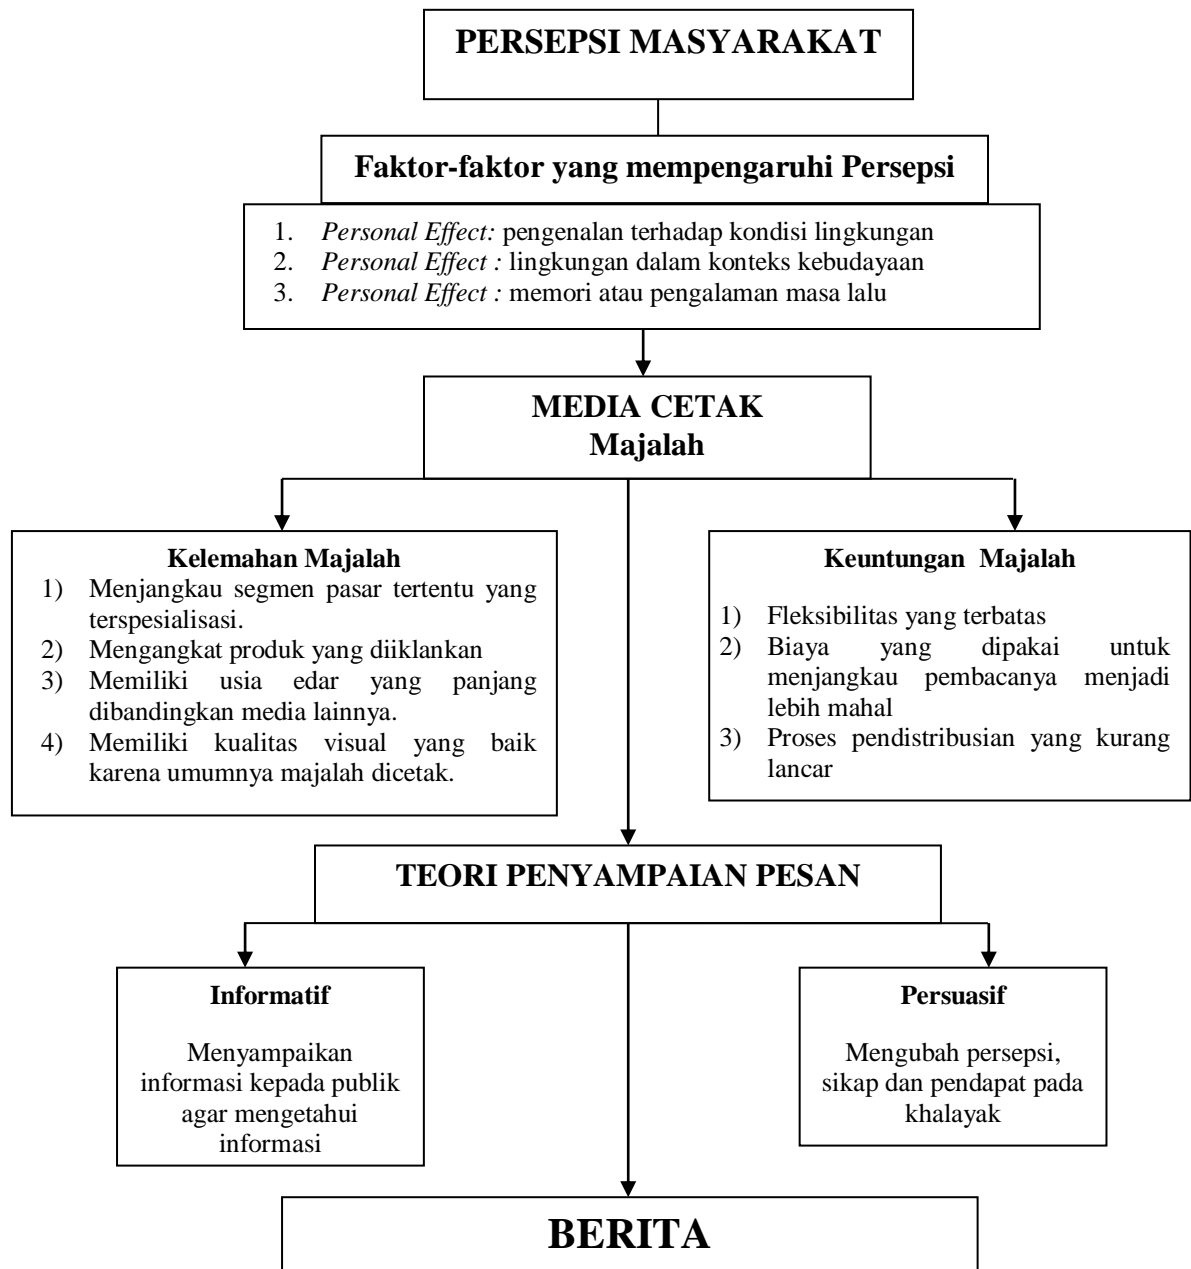 PERSEPSI MASYARAKAT
Faktor-faktor yang mempengaruhi Persepsi
1. Personal Effect: pengenalan terhadap kondisi lingkungan
2. Personal Effect : lingkungan dalam konteks kebudayaan
3. Personal Effect : memori atau pengalaman masa lalu
MEDIA CETAK
Majalah
Kelemahan Majalah
1) Menjangkau segmen pasar tertentu yang
terspesialisasi.
2) Mengangkat produk yang diiklankan
3) Memiliki usia edar yang panjang
dibandingkan media lainnya.
4) Memiliki kualitas visual yang baik
karena umumnya majalah dicetak.
Keuntungan Majalah
1) Fleksibilitas yang terbatas
2) Biaya yang dipakai untuk
menjangkau pembacanya menjadi
lebih mahal
3) Proses pendistribusian yang kurang
lancar
TEORI PENYAMPAIAN PESAN
Informatif
Menyampaikan
informasi kepada publik
agar mengetahui
informasi
Persuasif
Mengubah persepsi,
sikap dan pendapat pada
khalayak
BERITA